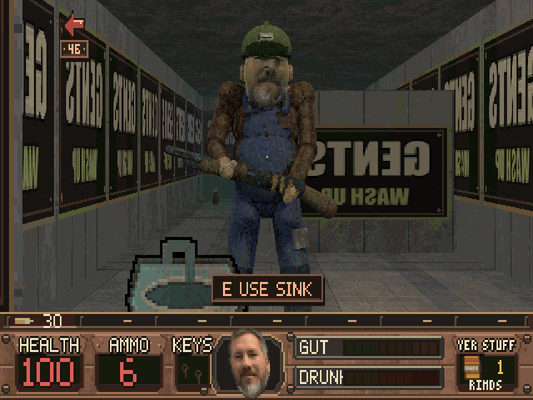 46
GENTS
WASH UP
GENTS
WASH UP
E USE SINK
30
HEALTH
100
AMMO
6
KEYS
GUT
DRUNK
YER STUFF
1
RINDS